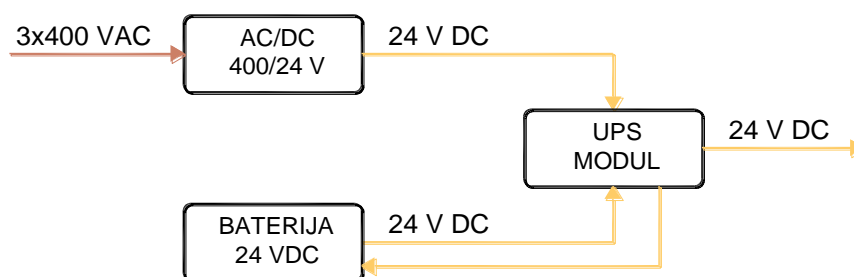 3x400 VAC
AC/DC
400/24 V
24 V DC
UPS
MODUL
24 V DC
BATERIJA
24 VDC
24 V DC